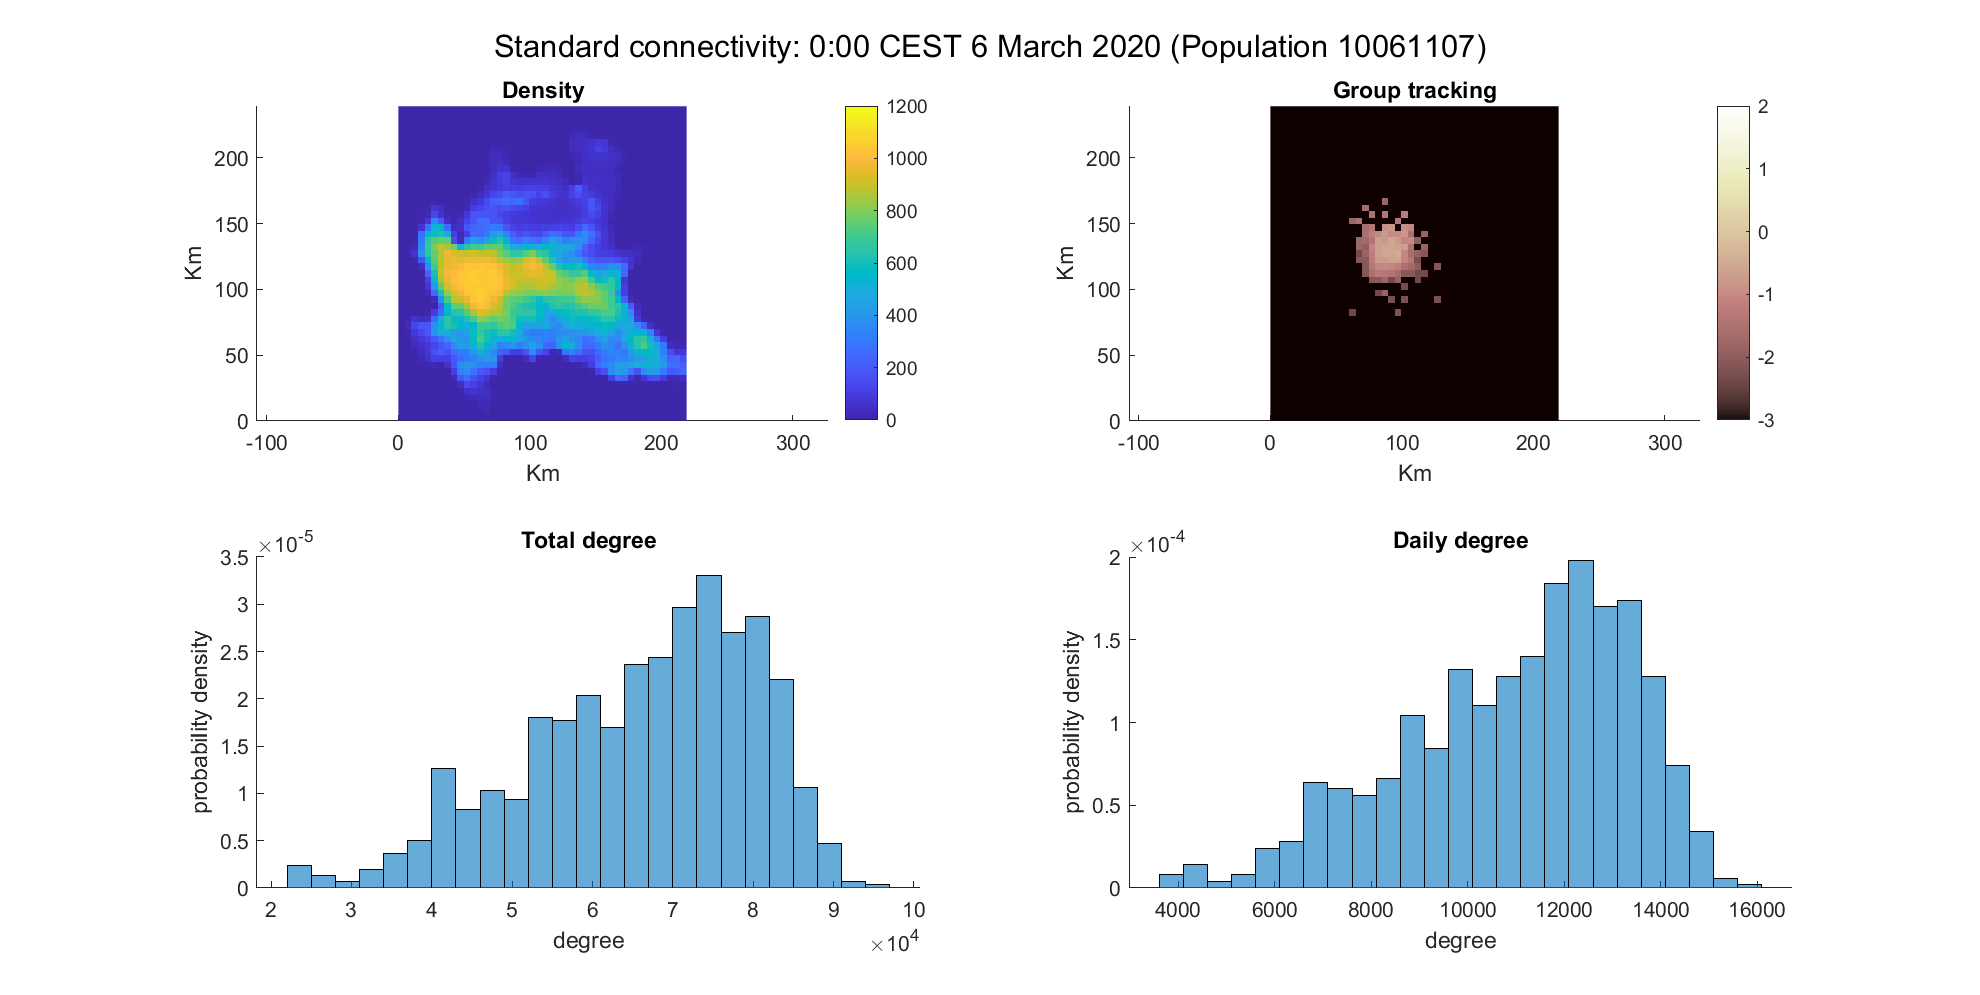 Standard connectivity: 0:00 CEST 6 March 2020 (Population 10061107)
Density
Km
200
150
100
50
0
-100 0 100 200 300
Km
1200
1000
800
600
400
200
0
Group tracking
Km
200
150
100
50
0
-100 0 100 200 300
Km
2
1
0
-1
-2
-3
Total degree
×10-5
probability density
3.5
3
2.5
2
1.5
1
0.5
0
2 3 4 5 6 7 8 9 10
×104
degree
Daily degree
×10-4
probability density
2
1.5
1
0.5
0
4000 6000 8000 10000 12000 14000 16000
degree